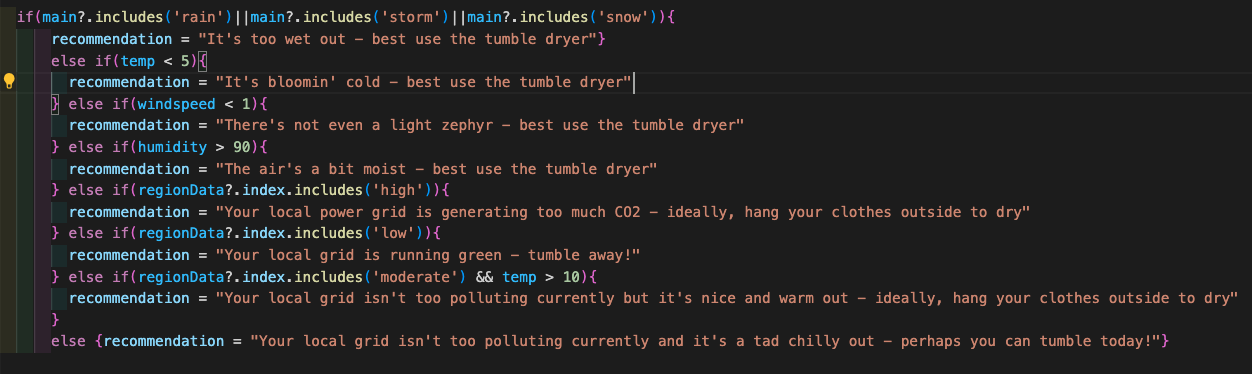 if(main?.includes('rain')||main?.includes('storm')||main?.includes('snow')){
recommendation = "It's too wet out – best use the tumble dryer"}
else if(temp < 5){
recommendation = "It's bloomin' cold – best use the tumble dryer"
} else if(windspeed < 1){
recommendation = "There's not even a light zephyr – best use the tumble dryer"
} else if(humidity > 90){
recommendation = "The air's a bit moist – best use the tumble dryer"
} else if(regionData?.index.includes('high')){
recommendation = "Your local power grid is generating too much CO2 – ideally, hang your clothes outside to dry"
} else if(regionData?.index.includes('low')){
recommendation = "Your local grid is running green – tumble away!"
} else if(regionData?.index.includes('moderate') && temp > 10){
recommendation = "Your local grid isn't too polluting currently but it's nice and warm out – ideally, hang your clothes outside to dry"
}
else {recommendation = "Your local grid isn't too polluting currently and it's a tad chilly out – perhaps you can tumble today!"}